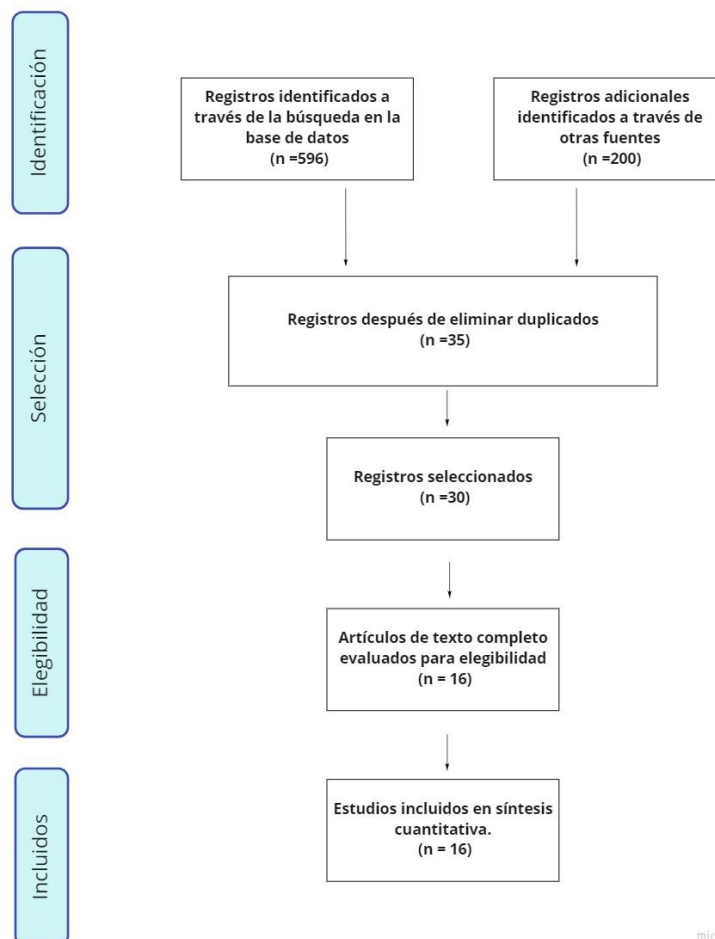 Identificación
Registros identificados a
través de la búsqueda en la
base de datos
(n =596)
Registros adicionales
identificados a través de
otras fuentes
(n =200)
Selección
Registros después de eliminar duplicados
(n =35)
Registros seleccionados
(n =30)
Elegibilidad
Artículos de texto completo
evaluados para elegibilidad
(n = 16)
Incluidos
Estudios incluidos en síntesis
cuantitativa.
(n = 16)